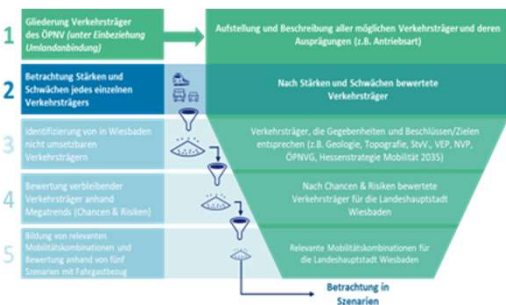 1
Gliederung Verkehrsträger
des ÖPNV (unter Einbeziehung
Umlandanbindung)
Aufstellung und Beschreibung aller möglichen Verkehrsträger und deren
Ausprägungen (z.B. Antriebsart)
2
Betrachtung Stärken und
Schwächen jedes einzelnen
Verkehrsträgers
Nach Stärken und Schwächen bewertete
Verkehrsträger
3
Identifizierung von in Wiesbaden
nicht umsetzbaren
Verkehrsträgern
Verkehrsträger, die Gegebenheiten und Beschlüssen/Zielen
entsprechen (z.B. Geologie, Topografie, StvV., VEP, NVP,
ÖPNVG, Hessenstrategie Mobilität 2035)
4
Bewertung verbleibender
Verkehrsträger anhand
Megatrends (Chancen & Risiken)
Nach Chancen & Risiken bewertete
Verkehrsträger für die Landeshauptstadt
Wiesbaden
5
Bildung von relevanten
Mobilitätskombinationen und
Bewertung anhand von fünf
Szenarien mit Fahrgastbezug
Relevante Mobilitätskombinationen für
die Landeshauptstadt Wiesbaden
Betrachtung in
Szenarien